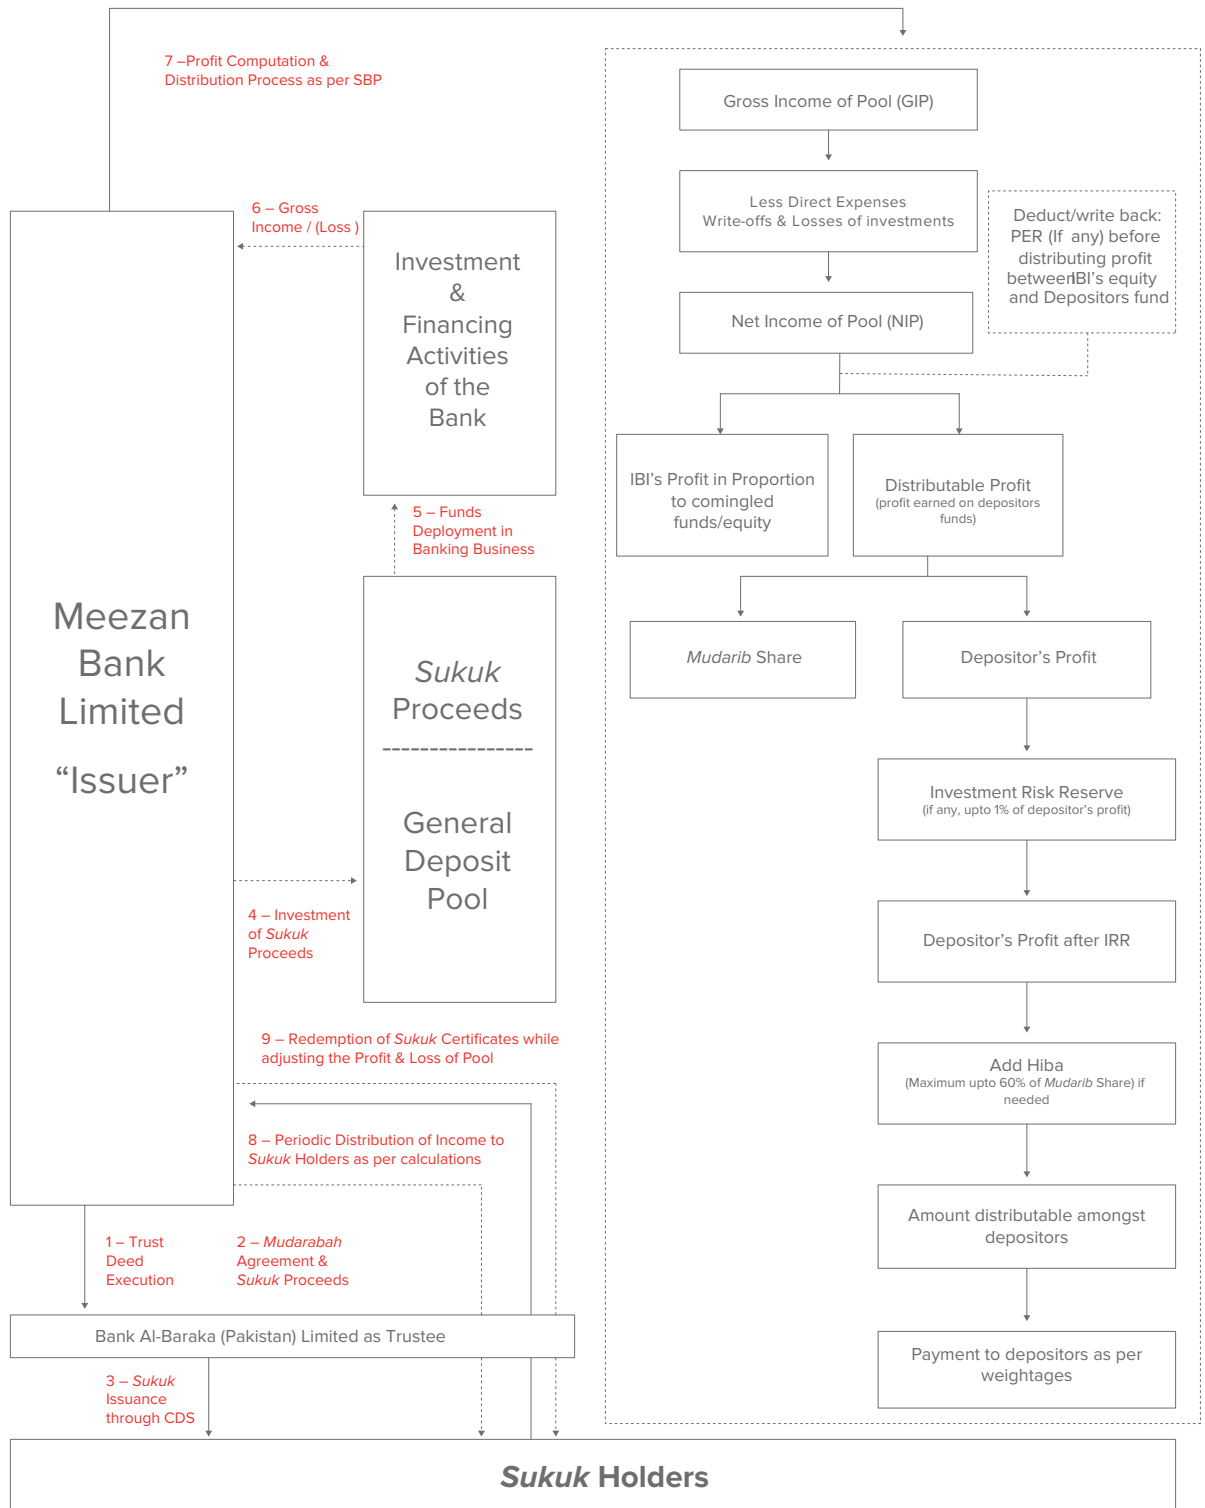 7 –Profit Computation &
Distribution Process as per SBP
Gross Income of Pool (GIP)
Less Direct Expenses
Write-offs & Losses of investments
Deduct/write back:
PER (If any) before
distributing profit
between IBI's equity
and Depositors fund
Net Income of Pool (NIP)
IBI's Profit in Proportion
to comingled
funds/equity
Distributable Profit
(profit earned on depositors
funds)
Mudarib Share
Depositor's Profit
Investment Risk Reserve
(if any, upto 1% of depositor's profit)
Depositor's Profit after IRR
Add Hiba
(Maximum upto 60% of Mudarib Share) if
needed
Amount distributable amongst
depositors
Payment to depositors as per
weightages
6 – Gross
Income / (Loss )
Investment
&
Financing
Activities
of the
Bank
5 – Funds
Deployment in
Banking Business
Meezan
Bank
Limited
“Issuer”
Sukuk
Proceeds
---------------
General
Deposit
Pool
4 – Investment
of Sukuk
Proceeds
9 – Redemption of Sukuk Certificates while
adjusting the Profit & Loss of Pool
8 – Periodic Distribution of Income to
Sukuk Holders as per calculations
1 – Trust
Deed
Execution
2 – Mudarabah
Agreement &
Sukuk Proceeds
Bank Al-Baraka (Pakistan) Limited as Trustee
3 – Sukuk
Issuance
through CDS
Sukuk Holders